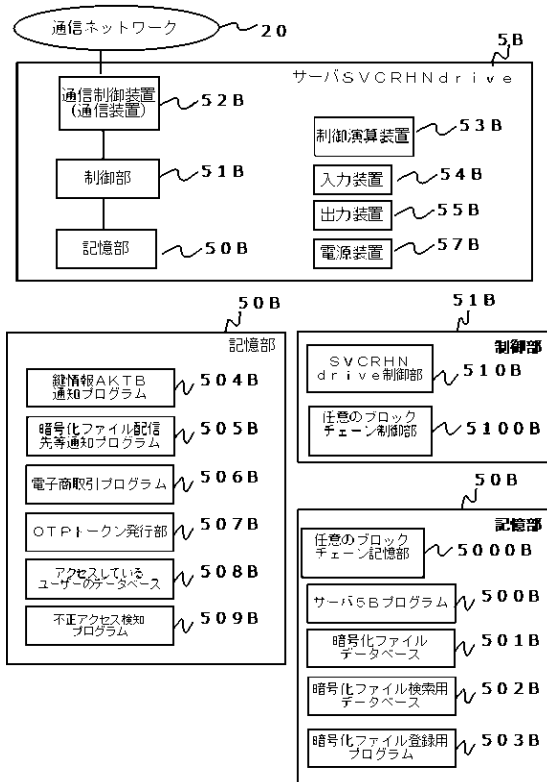 通信ネットワーク
20
5B
サーバSVCRHNdrive
通信制御装置
(通信装置)
52B
制御演算装置
53B
制御部
51B
入力装置
54B
出力装置
55B
記憶部
50B
電源装置
57B
50B
記憶部
鍵情報AKTB
通知プログラム
504B
暗号化ファイル配信
先等通知プログラム
505B
電子商取引プログラム
506B
OTPトークン発行部
507B
アクセスしている
ユーザーのデータベース
508B
不正アクセス検知
プログラム
509B
51B
制御部
SVCRHN
drive制御部
510B
任意のブロック
チェーン制御部
5100B
50B
記憶部
任意のブロック
チェーン記憶部
5000B
サーバ5Bプログラム
500B
暗号化ファイル
データベース
501B
暗号化ファイル検索用
データベース
502B
暗号化ファイル登録用
プログラム
503B